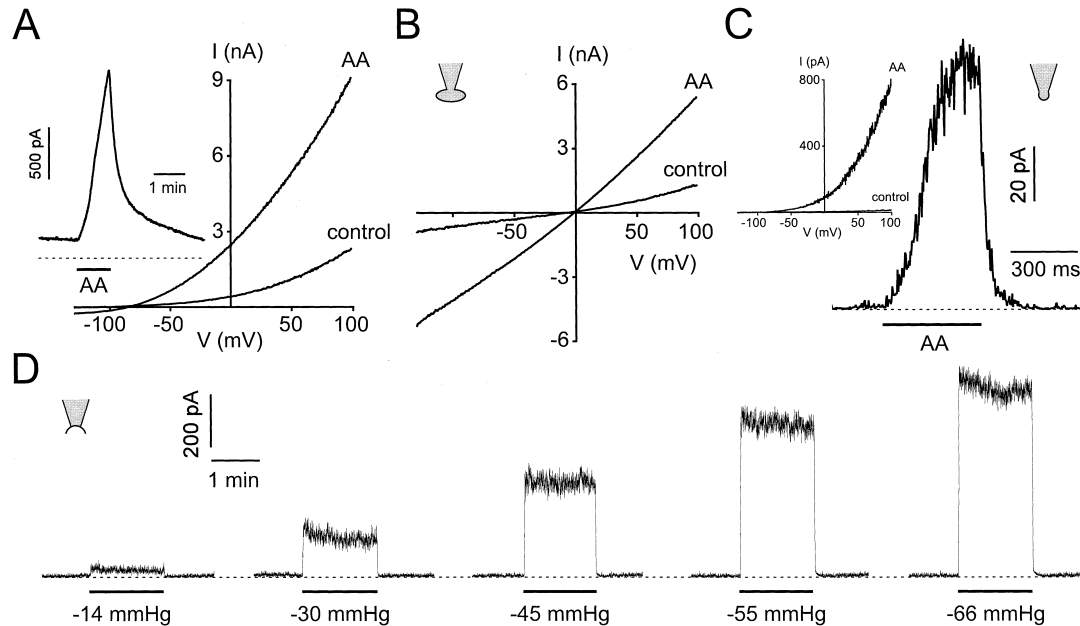 A
I (nA)
AA
9
6
3
control
500 pA
1 min
AA
-100
-50
50
100
V (mV)
B
I (nA)
6
AA
3
control
-50
50
100
V (mV)
-3
-6
C
I (pA)
AA
800
400
control
-100
-50
50
100
V (mV)
20 pA
300 ms
AA
D
200 pA
1 min
-14 mmHg
-30 mmHg
-45 mmHg
-55 mmHg
-66 mmHg